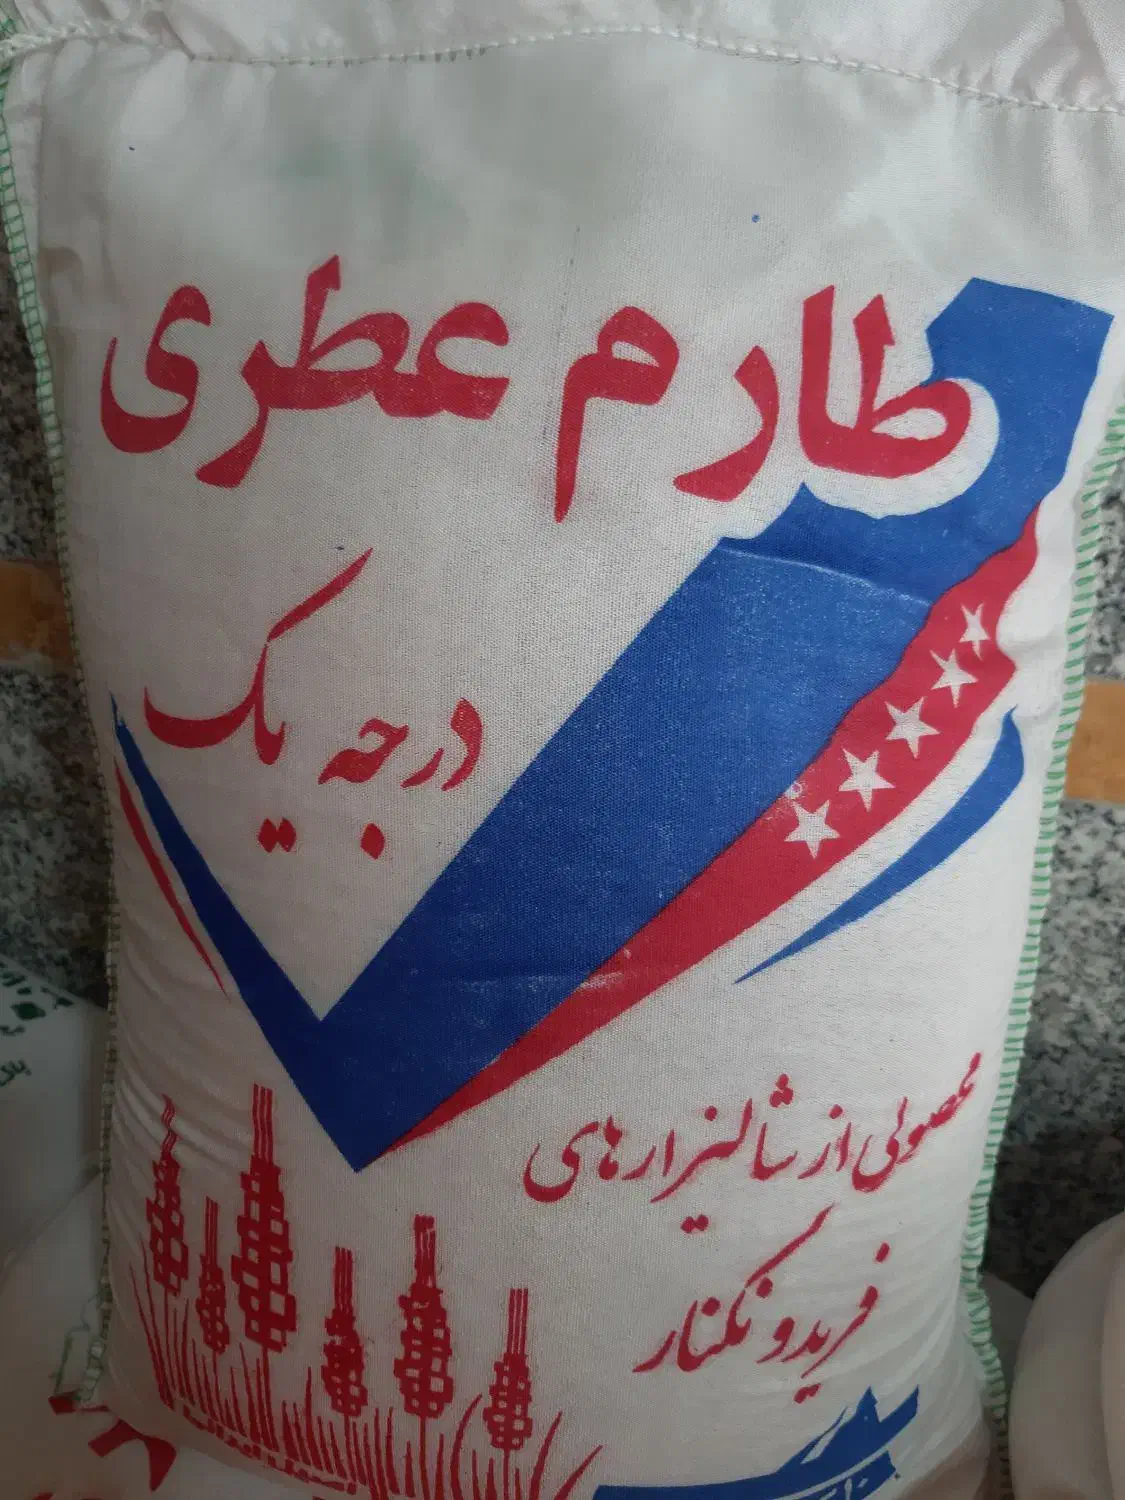 طارم عطری
درجه یک
محصولی از شالیزارهای
فریدونکنار